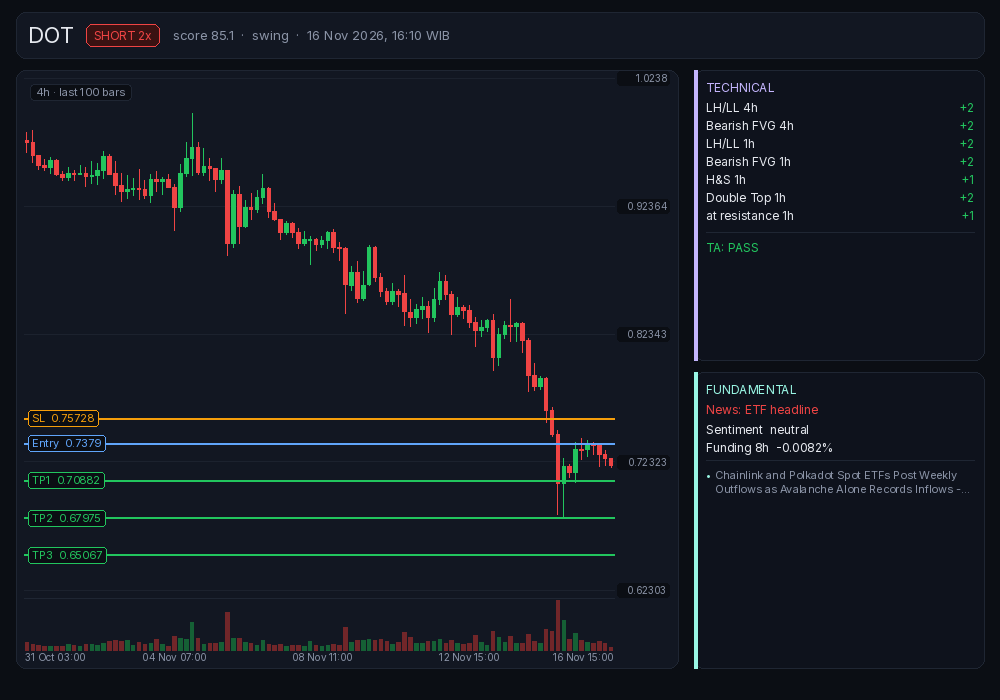 DOT SHORT 2x score 85.1 · swing · 16 Nov 2026, 16:10 WIB
4h · last 100 bars
1.0238
0.92364
0.82343
0.72323
0.62303
SL 0.75728
Entry 0.7379
TP1 0.70882
TP2 0.67975
TP3 0.65067
31 Oct 03:00 04 Nov 07:00 08 Nov 11:00 12 Nov 15:00 16 Nov 15:00
TECHNICAL
LH/LL 4h +2
Bearish FVG 4h +2
LH/LL 1h +2
Bearish FVG 1h +2
H&S 1h +1
Double Top 1h +2
at resistance 1h +1
TA: PASS
FUNDAMENTAL
News: ETF headline
Sentiment neutral
Funding 8h -0.0082%
• Chainlink and Polkadot Spot ETFs Post Weekly
Outflows as Avalanche Alone Records Inflows -...